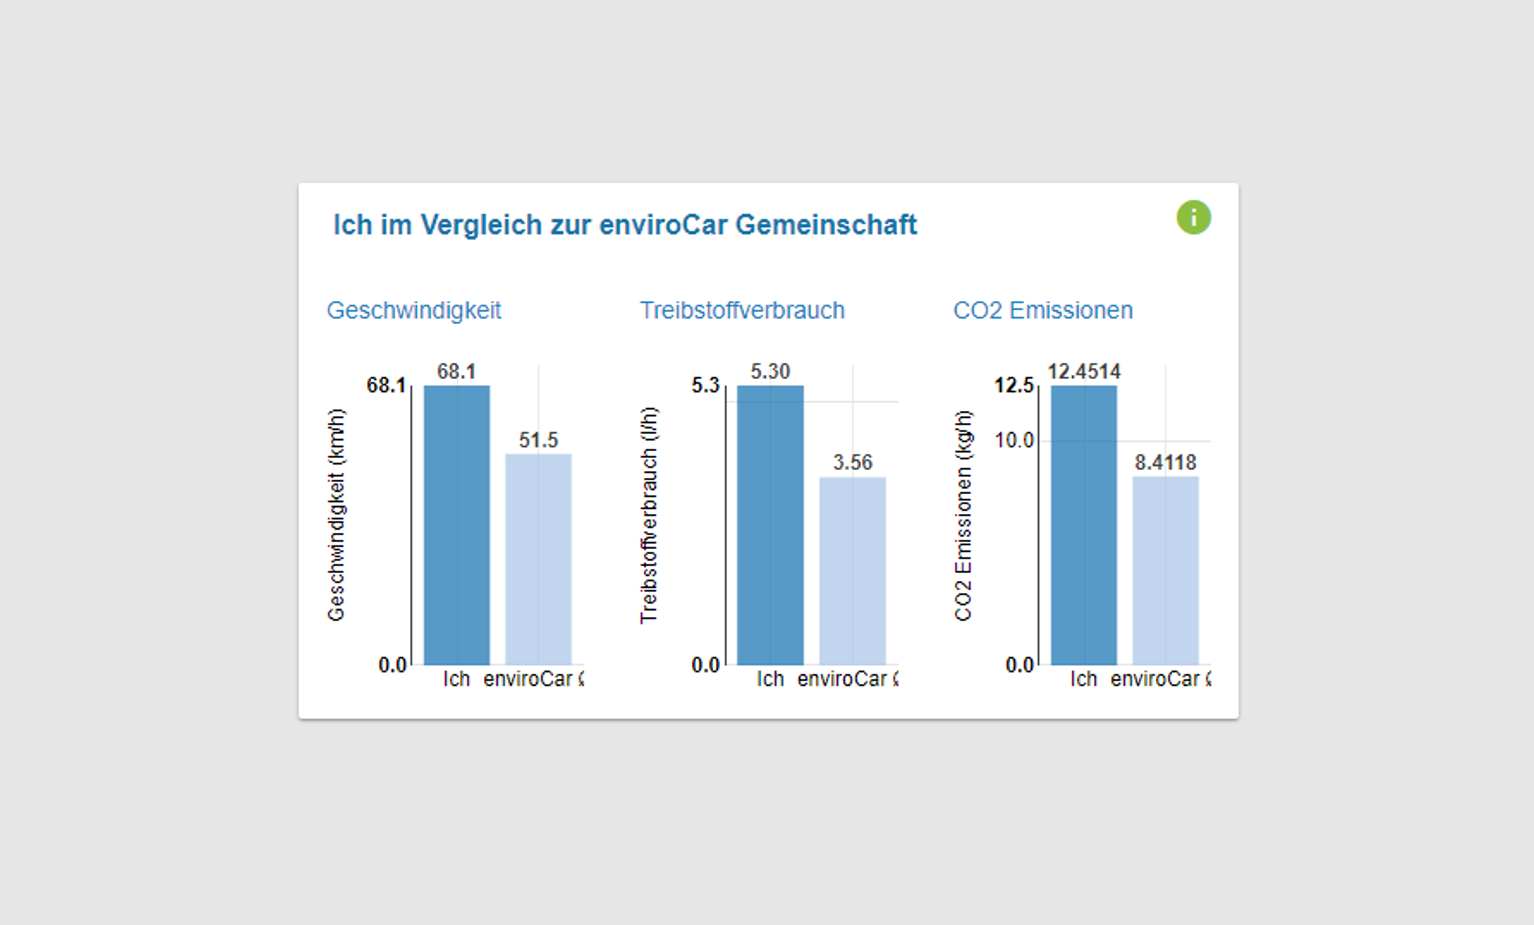 Ich im Vergleich zur enviroCar Gemeinschaft
Geschwindigkeit
Geschwindigkeit (km/h)
68.1
0.0
68.1
51.5
Ich enviroCar
Treibstoffverbrauch
Treibstoffverbrauch (l/h)
5.3
0.0
5.30
3.56
Ich enviroCar
CO2 Emissionen
CO2 Emissionen (kg/h)
12.5
10.0
0.0
12.4514
8.4118
Ich enviroCar